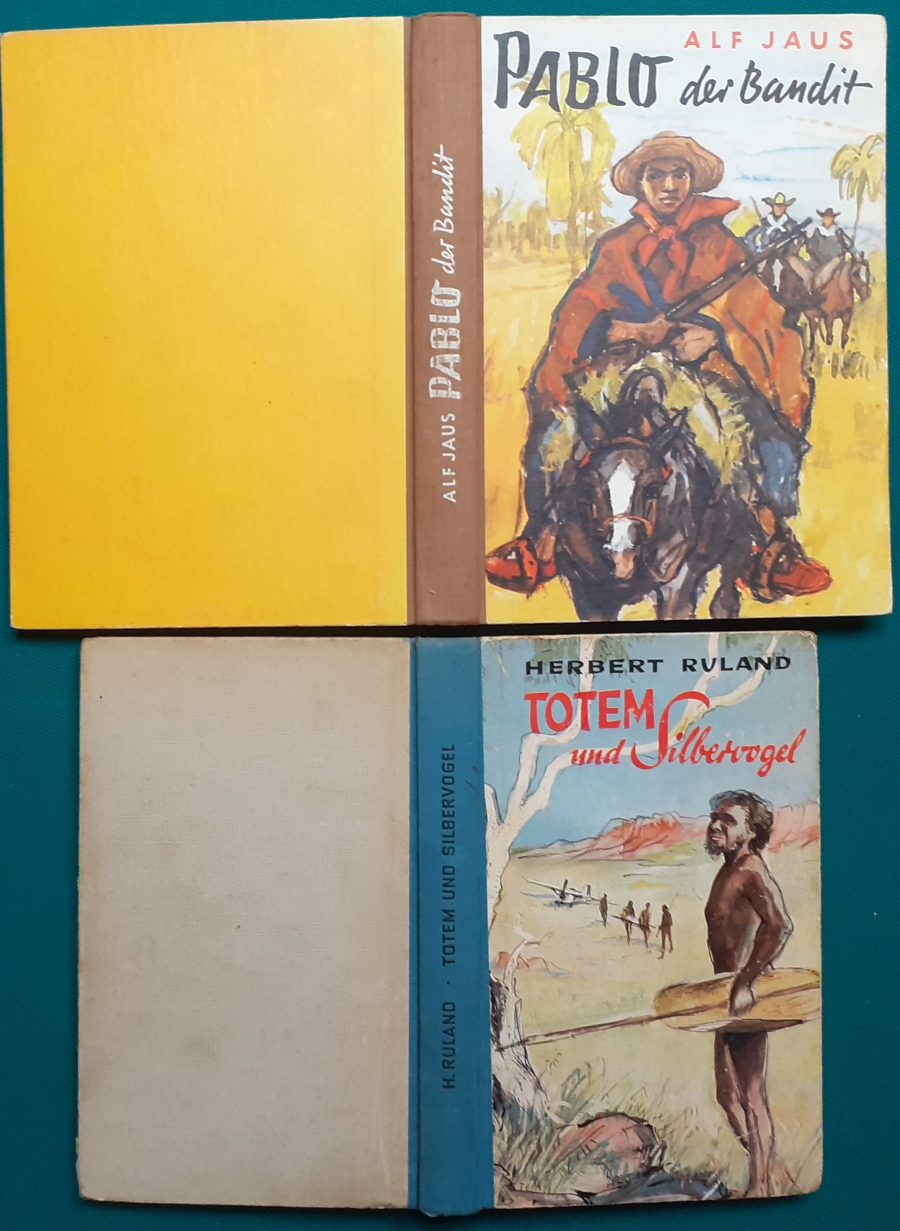 ALF JAUS
PABLO der Bandit
ALF JAUS PABLO der Bandit
HERBERT RULAND
TOTEM
und Silbervogel
H. RULAND · TOTEM UND SILBERVOGEL